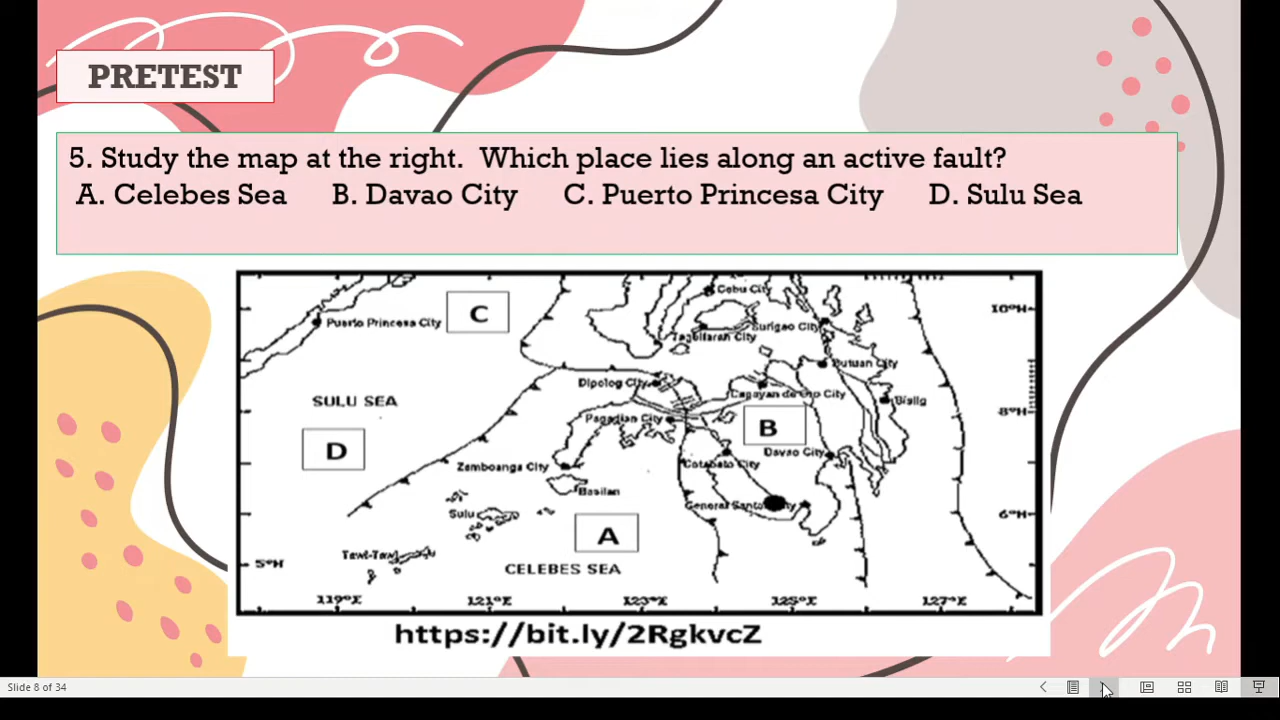 PRETEST
5. Study the map at the right. Which place lies along an active fault?
A. Celebes Sea B. Davao City C. Puerto Princesa City D. Sulu Sea
Cebu City
C
10°N
Puerto Princesa City
Surigao City
Tagbilaran City
Butuan City
Dipolog City
Cagayan de Oro City
SULU SEA
Bislig
8°N
Pagadian City
B
D
Davao City
Zamboanga City
Cotabato City
Basilan
General Santos City
Sulu
6°N
A
Tawi-Tawi
5°N
CELEBES SEA
119°E 121°E 123°E 125°E 127°E
https://bit.ly/2RgkvcZ
Slide 8 of 34